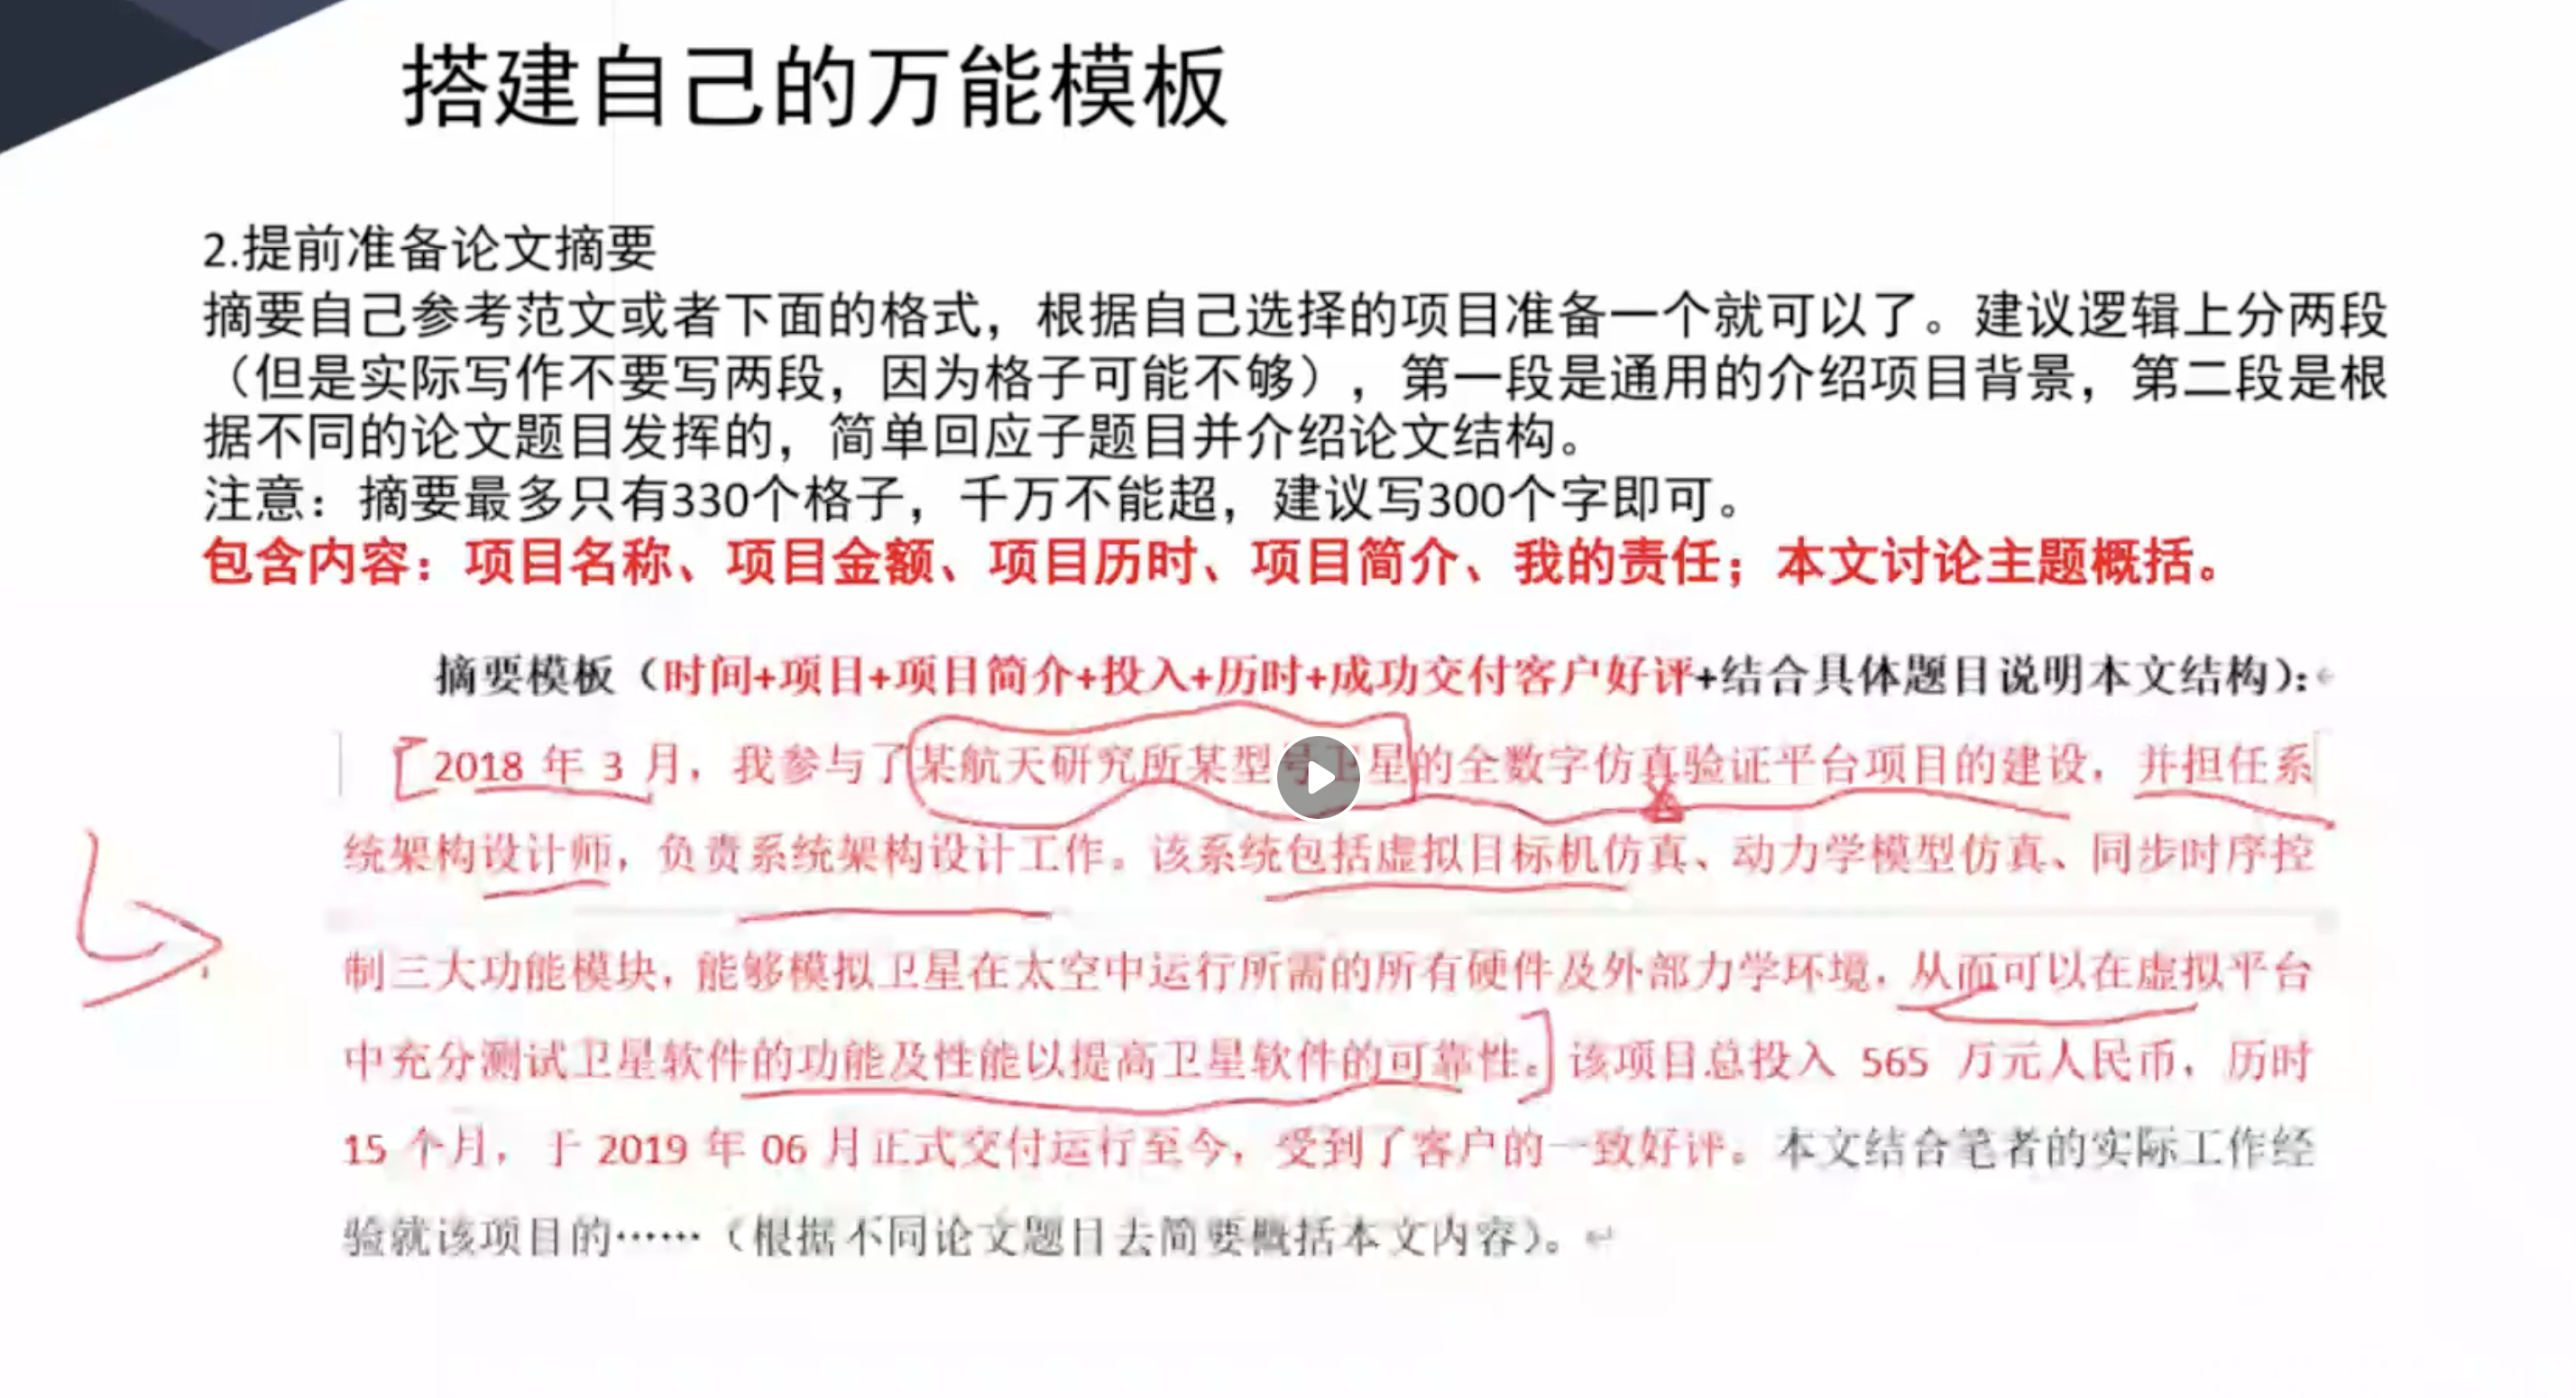 搭建自己的万能模板
2.提前准备论文摘要
摘要自己参考范文或者下面的格式，根据自己选择的项目准备一个就可以了。建议逻辑上分两段
（但是实际写作不要写两段，因为格子可能不够），第一段是通用的介绍项目背景，第二段是根
据不同的论文题目发挥的，简单回应子题目并介绍论文结构。
注意：摘要最多只有330个格子，千万不能超，建议写300个字即可。
包含内容：项目名称、项目金额、项目历时、项目简介、我的责任；本文讨论主题概括。
摘要模板（时间+项目+项目简介+投入+历时+成功交付客户好评+结合具体题目说明本文结构）：
2018 年 3 月，我参与了某航天研究所某型号卫星的全数字仿真验证平台项目的建设，并担任系
统架构设计师，负责系统架构设计工作。该系统包括虚拟目标机仿真、动力学模型仿真、同步时序控
制三大功能模块，能够模拟卫星在太空中运行所需的所有硬件及外部力学环境，从而可以在虚拟平台
中充分测试卫星软件的功能及性能以提高卫星软件的可靠性。该项目总投入 565 万元人民币，历时
15 个月，于 2019 年 06 月正式交付运行至今，受到了客户的一致好评。本文结合笔者的实际工作经
验就该项目的……（根据不同论文题目去简要概括本文内容）。